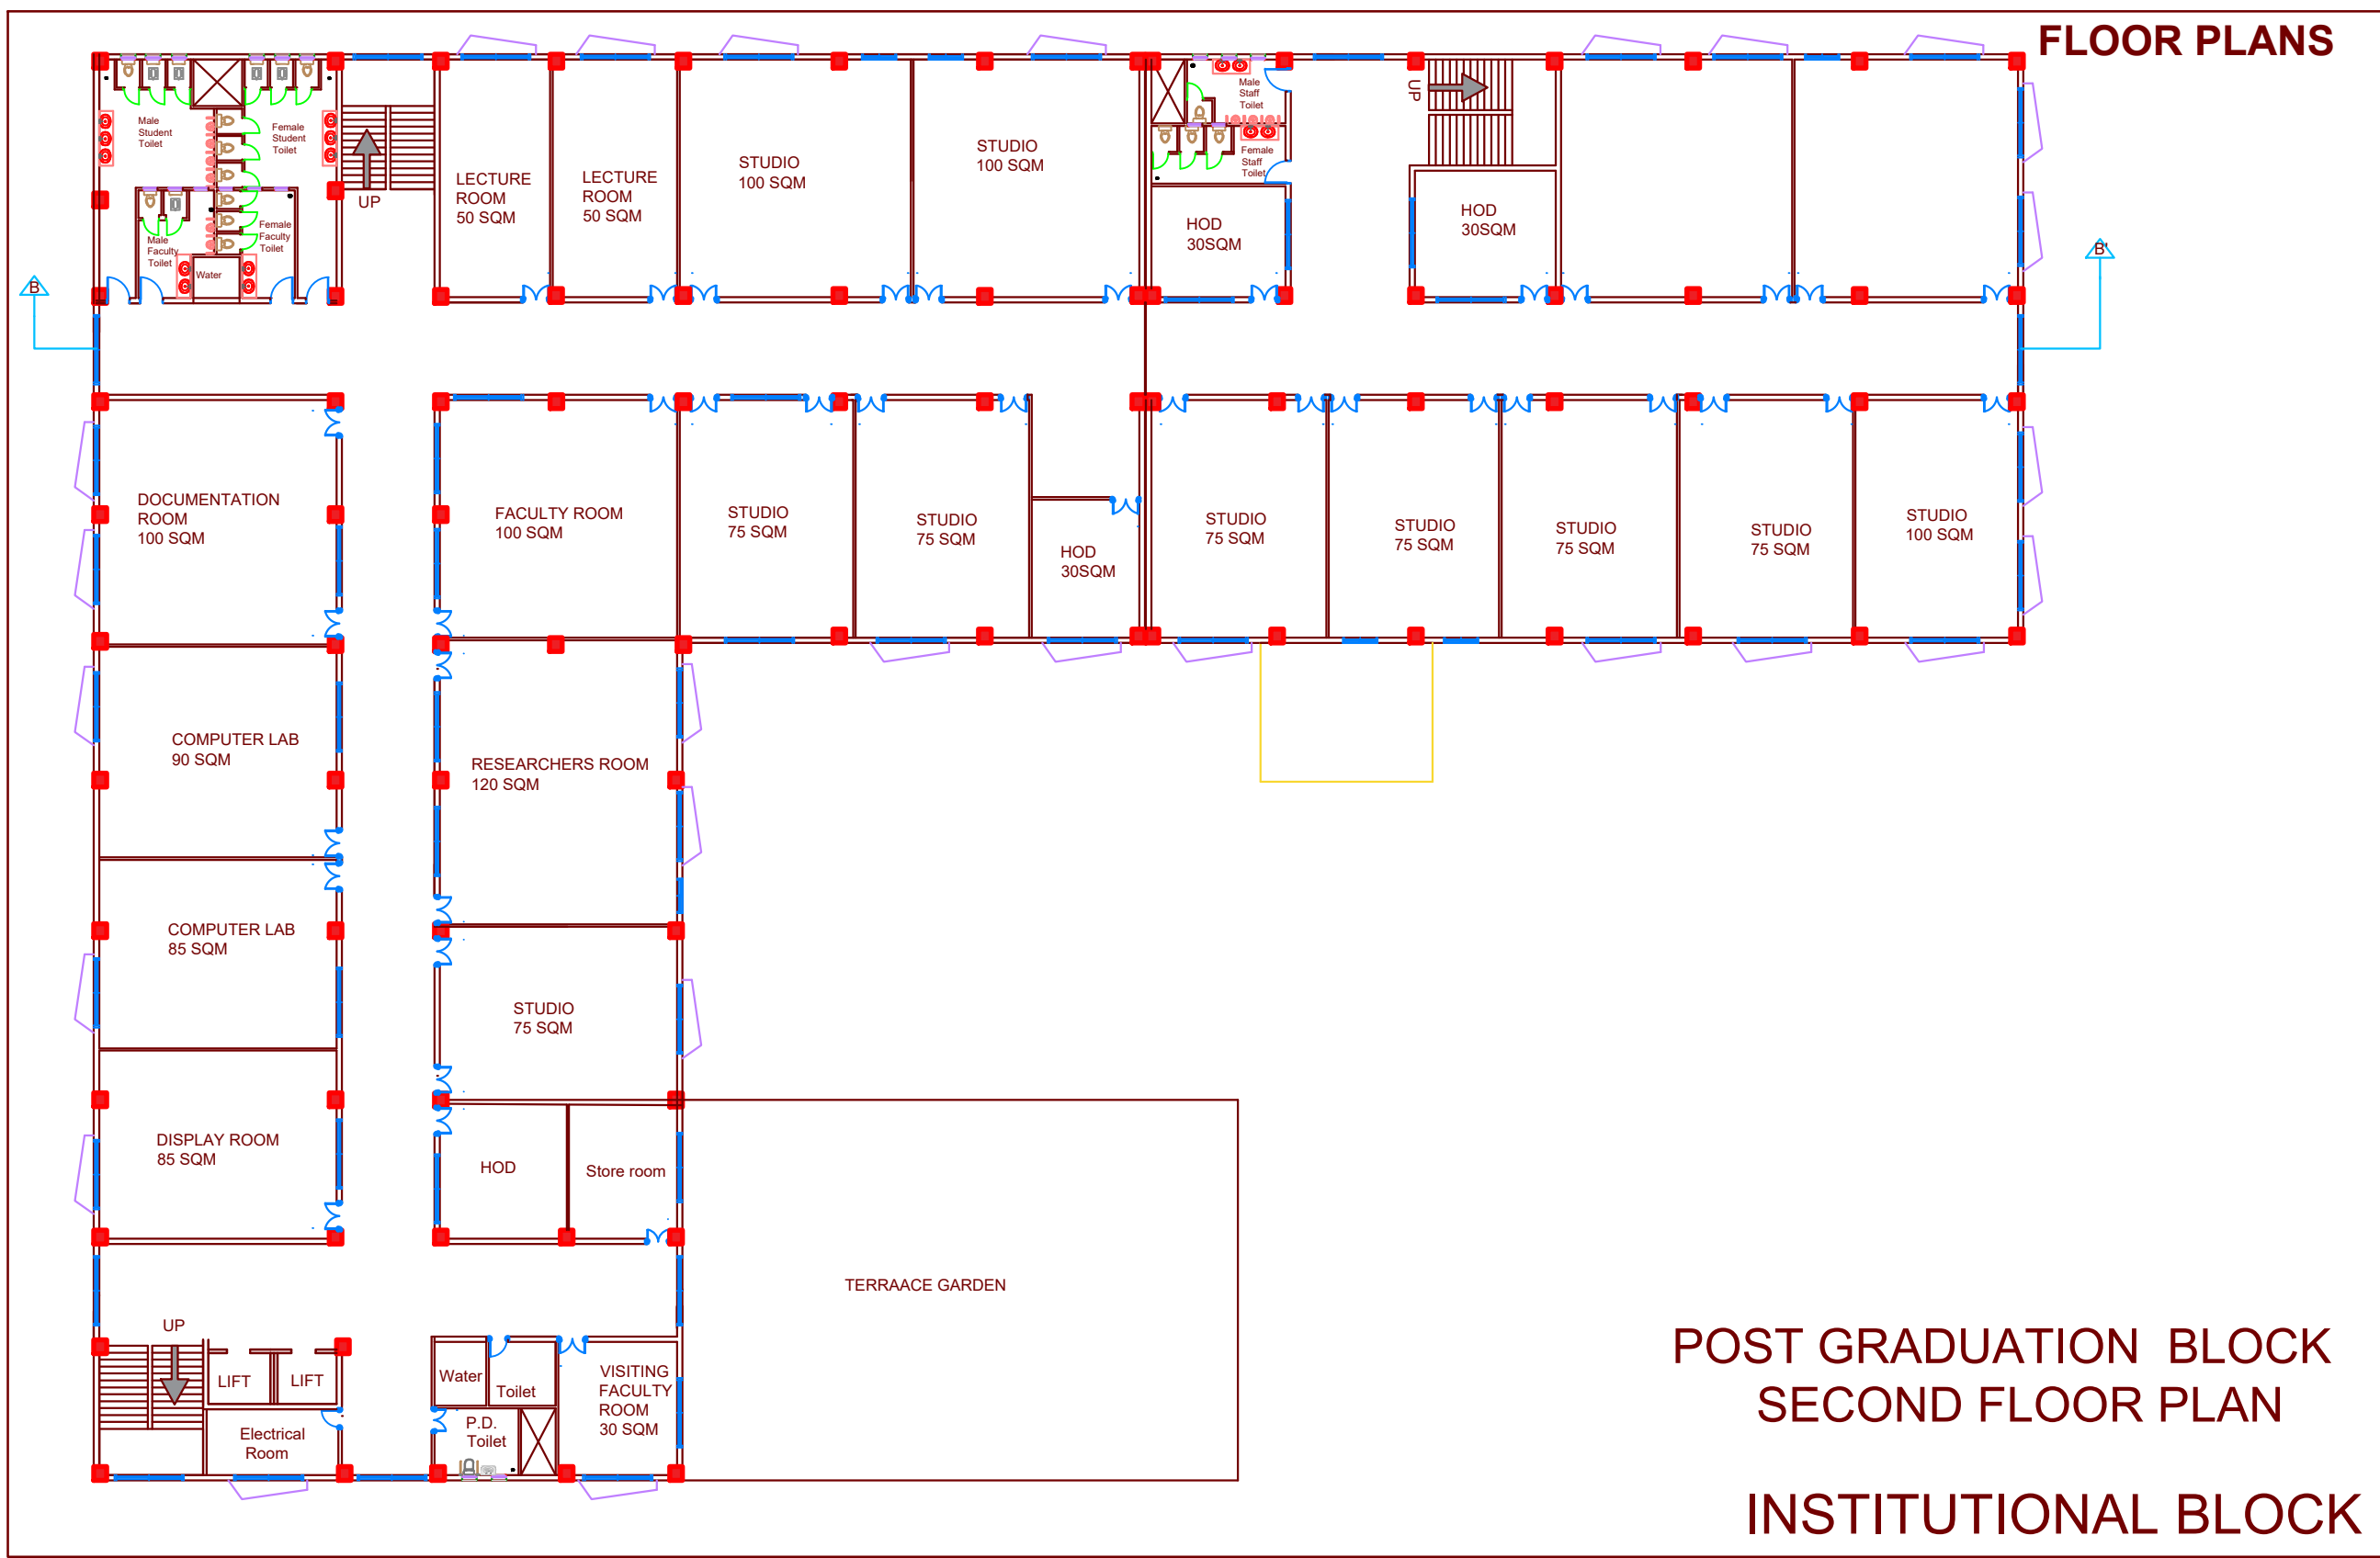 FLOOR PLANS
Male
Student
Toilet
Female
Student
Toilet
Male
Faculty
Toilet
Female
Faculty
Toilet
Water
UP
LECTURE
ROOM
50 SQM
LECTURE
ROOM
50 SQM
STUDIO
100 SQM
STUDIO
100 SQM
Male
Staff
Toilet
Female
Staff
Toilet
HOD
30SQM
UP
HOD
30SQM
B
B'
DOCUMENTATION
ROOM
100 SQM
FACULTY ROOM
100 SQM
STUDIO
75 SQM
STUDIO
75 SQM
HOD
30SQM
STUDIO
75 SQM
STUDIO
75 SQM
STUDIO
75 SQM
STUDIO
75 SQM
STUDIO
100 SQM
COMPUTER LAB
90 SQM
RESEARCHERS ROOM
120 SQM
COMPUTER LAB
85 SQM
STUDIO
75 SQM
DISPLAY ROOM
85 SQM
HOD
Store room
TERRAACE GARDEN
UP
LIFT
LIFT
Electrical
Room
Water
Toilet
P.D.
Toilet
VISITING
FACULTY
ROOM
30 SQM
POST GRADUATION BLOCK
SECOND FLOOR PLAN
INSTITUTIONAL BLOCK